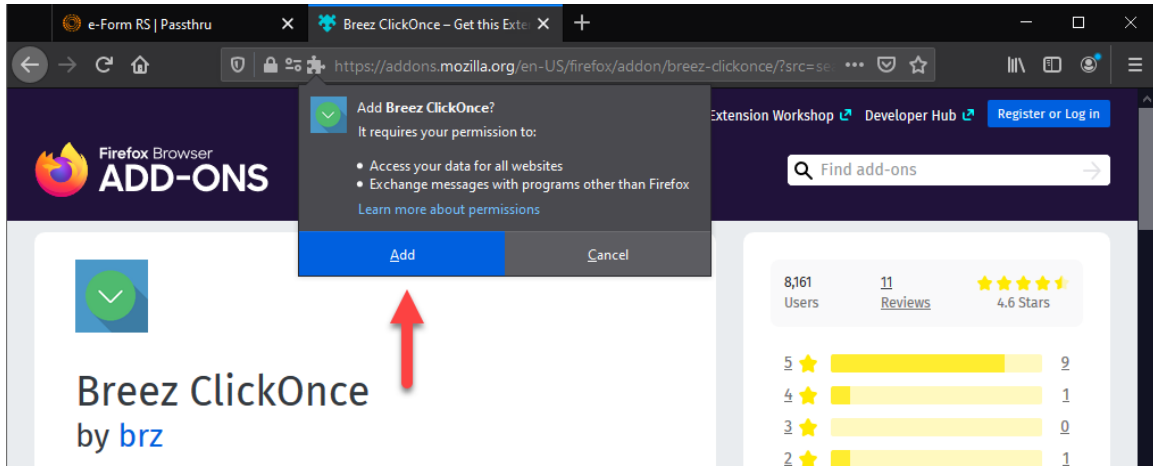 e-Form RS | Passthru
Breez ClickOnce – Get this Exte
https://addons.mozilla.org/en-US/firefox/addon/breez-clickonce/?src=se
Add Breez ClickOnce?
It requires your permission to:
• Access your data for all websites
• Exchange messages with programs other than Firefox
Learn more about permissions
Add
Cancel
Extension Workshop
Developer Hub
Register or Log in
Firefox Browser
ADD-ONS
Find add-ons
Breez ClickOnce
by brz
8,161 11
Users Reviews 4.6 Stars
5 9
4 1
3 0
2 1